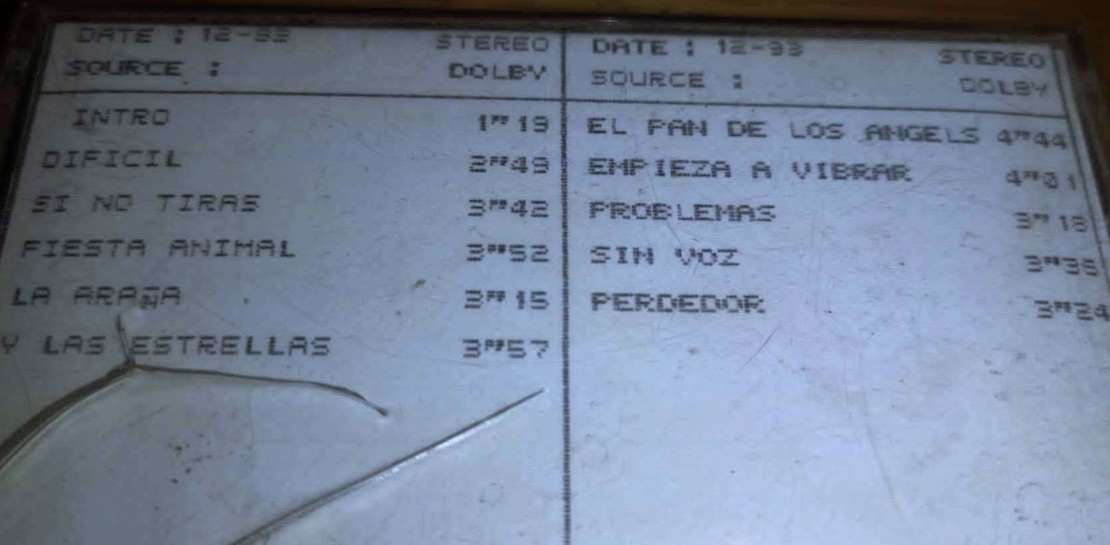 DATE : 12-93 STEREO
SOURCE : DOLBY
INTRO 1"19
DIFICIL 2"49
SI NO TIRAS 3"42
FIESTA ANIMAL 3"52
LA ARAÑA 3"15
Y LAS ESTRELLAS 3"57
DATE : 12-93 STEREO
SOURCE : DOLBY
EL PAN DE LOS ANGELS 4"44
EMPIEZA A VIBRAR 4"01
PROBLEMAS 3"18
SIN VOZ 3"35
PERDEDOR 3"24